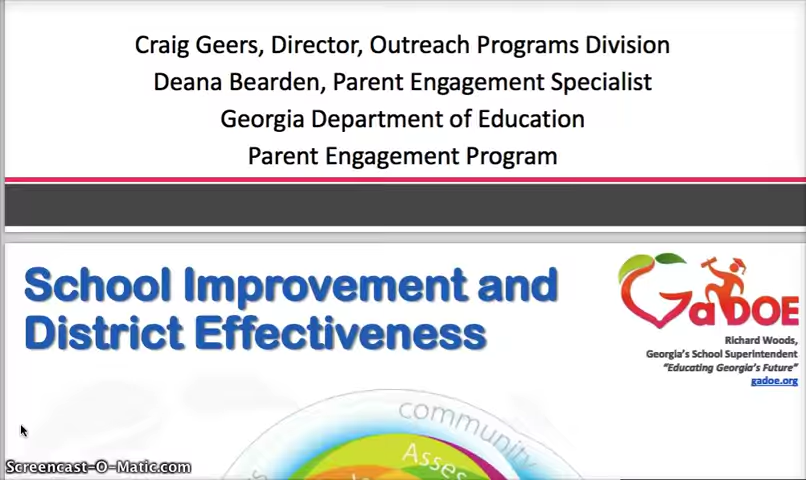 Craig Geers, Director, Outreach Programs Division
Deana Bearden, Parent Engagement Specialist
Georgia Department of Education
Parent Engagement Program
School Improvement and
District Effectiveness
GaDOE
Richard Woods,
Georgia's School Superintendent
"Educating Georgia's Future"
gadoe.org
community
Screencast-O-Matic.com